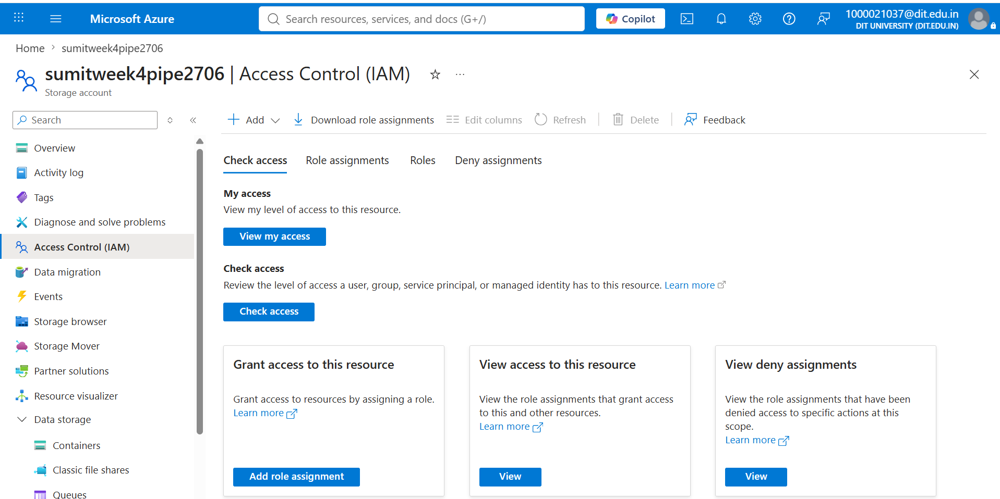 Microsoft Azure
Search resources, services, and docs (G+/)
Copilot
1000021037@dit.edu.in
DIT UNIVERSITY (DIT.EDU.IN)
Home > sumitweek4pipe2706
sumitweek4pipe2706 | Access Control (IAM)
Storage account
Search
Overview
Activity log
Tags
Diagnose and solve problems
Access Control (IAM)
Data migration
Events
Storage browser
Storage Mover
Partner solutions
Resource visualizer
Data storage
Containers
Classic file shares
Queues
Add
Download role assignments
Edit columns
Refresh
Delete
Feedback
Check access
Role assignments
Roles
Deny assignments
My access
View my level of access to this resource.
View my access
Check access
Review the level of access a user, group, service principal, or managed identity has to this resource. Learn more
Check access
Grant access to this resource
Grant access to resources by assigning a role.
Learn more
Add role assignment
View access to this resource
View the role assignments that grant access
to this and other resources.
Learn more
View
View deny assignments
View the role assignments that have been
denied access to specific actions at this
scope.
Learn more
View